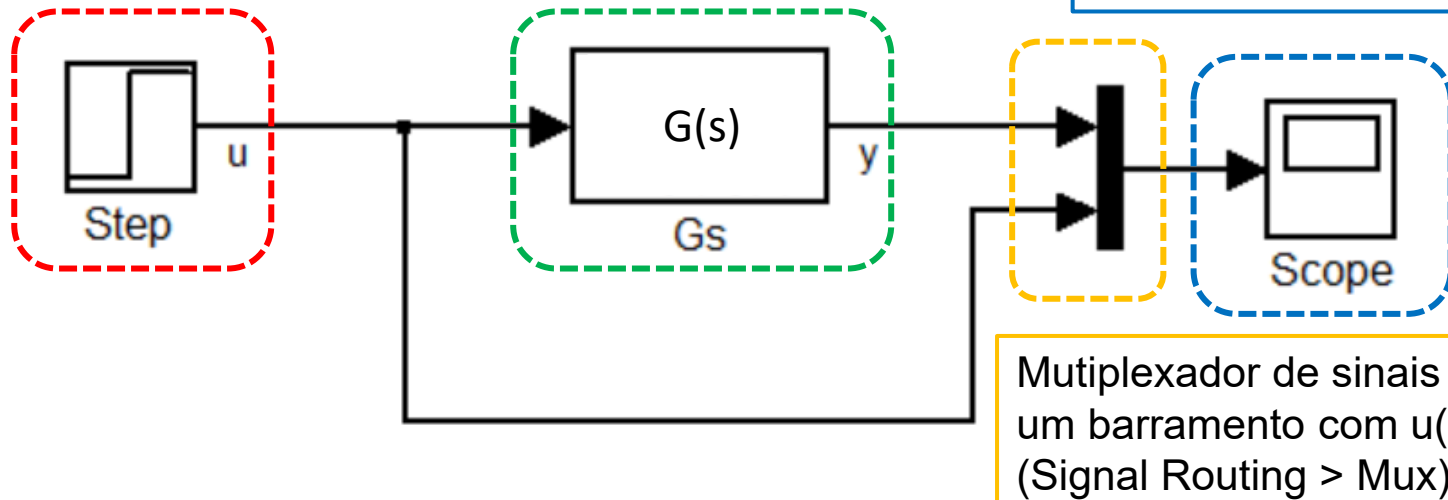 G(s)
u
y
Step
Gs
Scope
Mutiplexador de sinais
um barramento com u(
(Signal Routing > Mux)